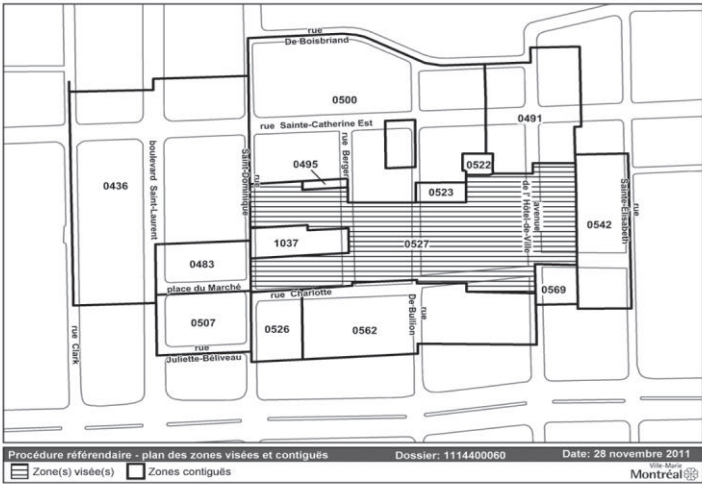 rue
De Boisbriand
0500
rue Sainte-Catherine Est
0491
rue Berger
0495
0522
0436
boulevard Saint-Laurent
rue
Saint-Dominique
0523
avenue
de l' Hôtel-de-Ville
0542
rue
Sainte-Elisabeth
1037
0527
0483
place du Marché
rue Charlotte
0569
0507
0526
0562
rue
De Bullion
rue Clark
rue
Juliette-Béliveau
Procédure référendaire - plan des zones visées et contiguës Dossier: 1114400060 Date: 28 novembre 2011
Zone(s) visée(s) Zones contiguës
Ville-Marie
Montréal